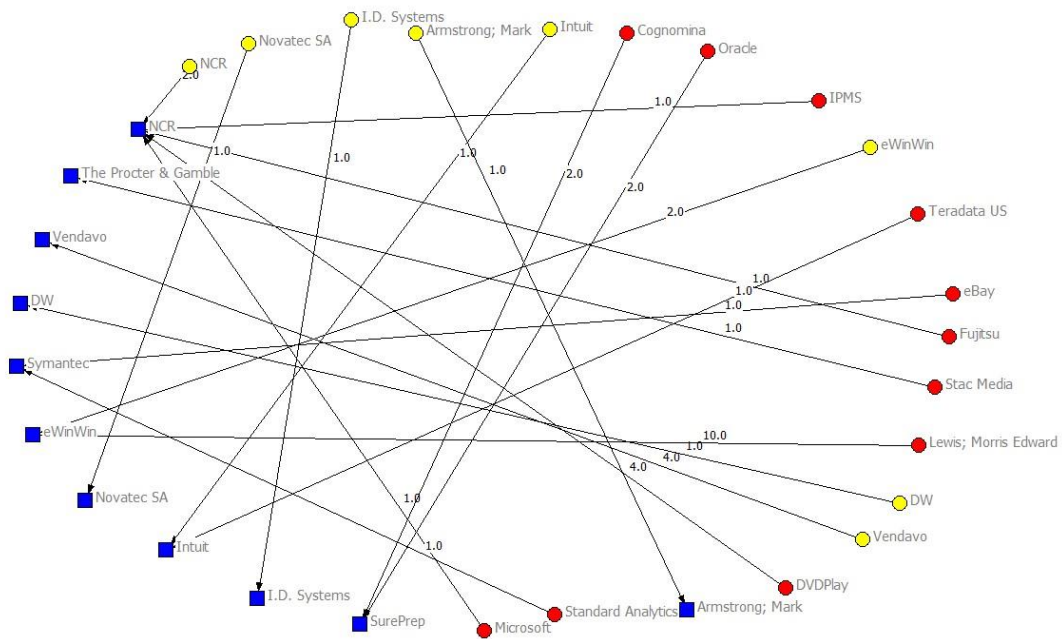 I.D. Systems
Armstrong; Mark
Intuit
Cognomina
Novatec SA
Oracle
NCR
2.0
IPMS
1.0
NCR
eWinWin
1.0
1.0
1.0
The Procter & Gamble
1.0
2.0
2.0
Teradata US
2.0
Vendavo
1.0
1.0
eBay
DW
1.0
Fujitsu
1.0
Symantec
Stac Media
eWinWin
10.0
Lewis; Morris Edward
1.0
4.0
4.0
Novatec SA
1.0
DW
Vendavo
Intuit
1.0
DVDPlay
I.D. Systems
Standard Analytics
Armstrong; Mark
SurePrep
Microsoft